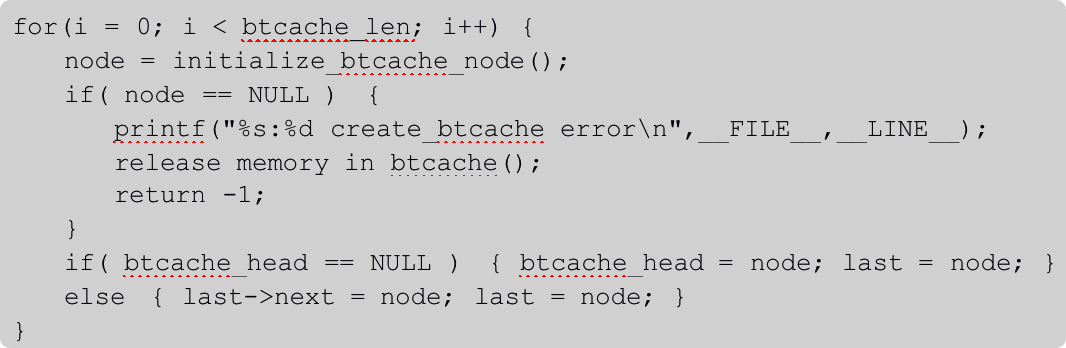 for(i = 0; i < btcache_len; i++) {
node = initialize_btcache_node();
if( node == NULL ) {
printf("%s:%d create_btcache error\n",__FILE__,__LINE__);
release memory in btcache();
return -1;
}
if( btcache_head == NULL ) { btcache_head = node; last = node; }
else { last->next = node; last = node; }
}